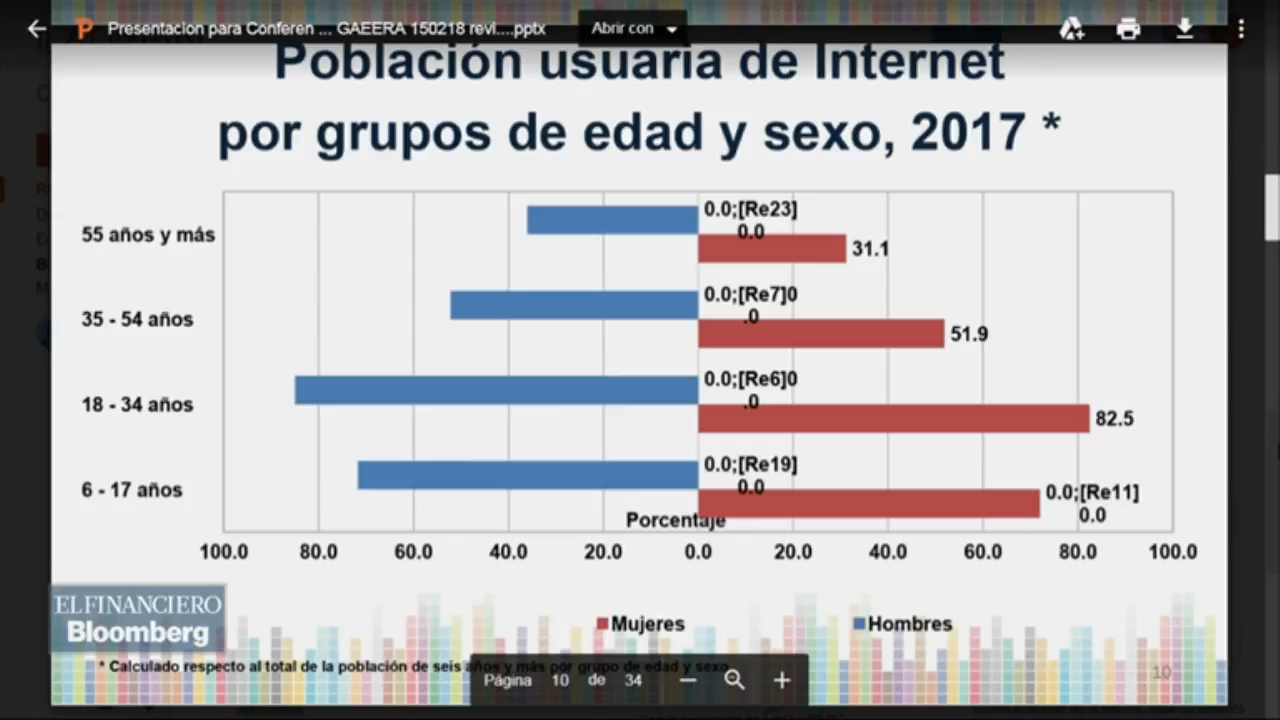 Presentacion para Conferen ... GAEERA 150218 revi....pptx
Abrir con
Población usuaria de Internet
por grupos de edad y sexo, 2017 *
55 años y más
0.0;[Re23]
0.0
31.1
35 - 54 años
0.0;[Re7]0
.0
51.9
18 - 34 años
0.0;[Re6]0
.0
82.5
6 - 17 años
0.0;[Re19]
0.0
0.0;[Re11]
0.0
Porcentaje
100.0 80.0 60.0 40.0 20.0 0.0 20.0 40.0 60.0 80.0 100.0
Mujeres Hombres
EL FINANCIERO
Bloomberg
* Calculado respecto al total de la población de seis años y más por grupo de edad y sexo
10
Página 10 de 34